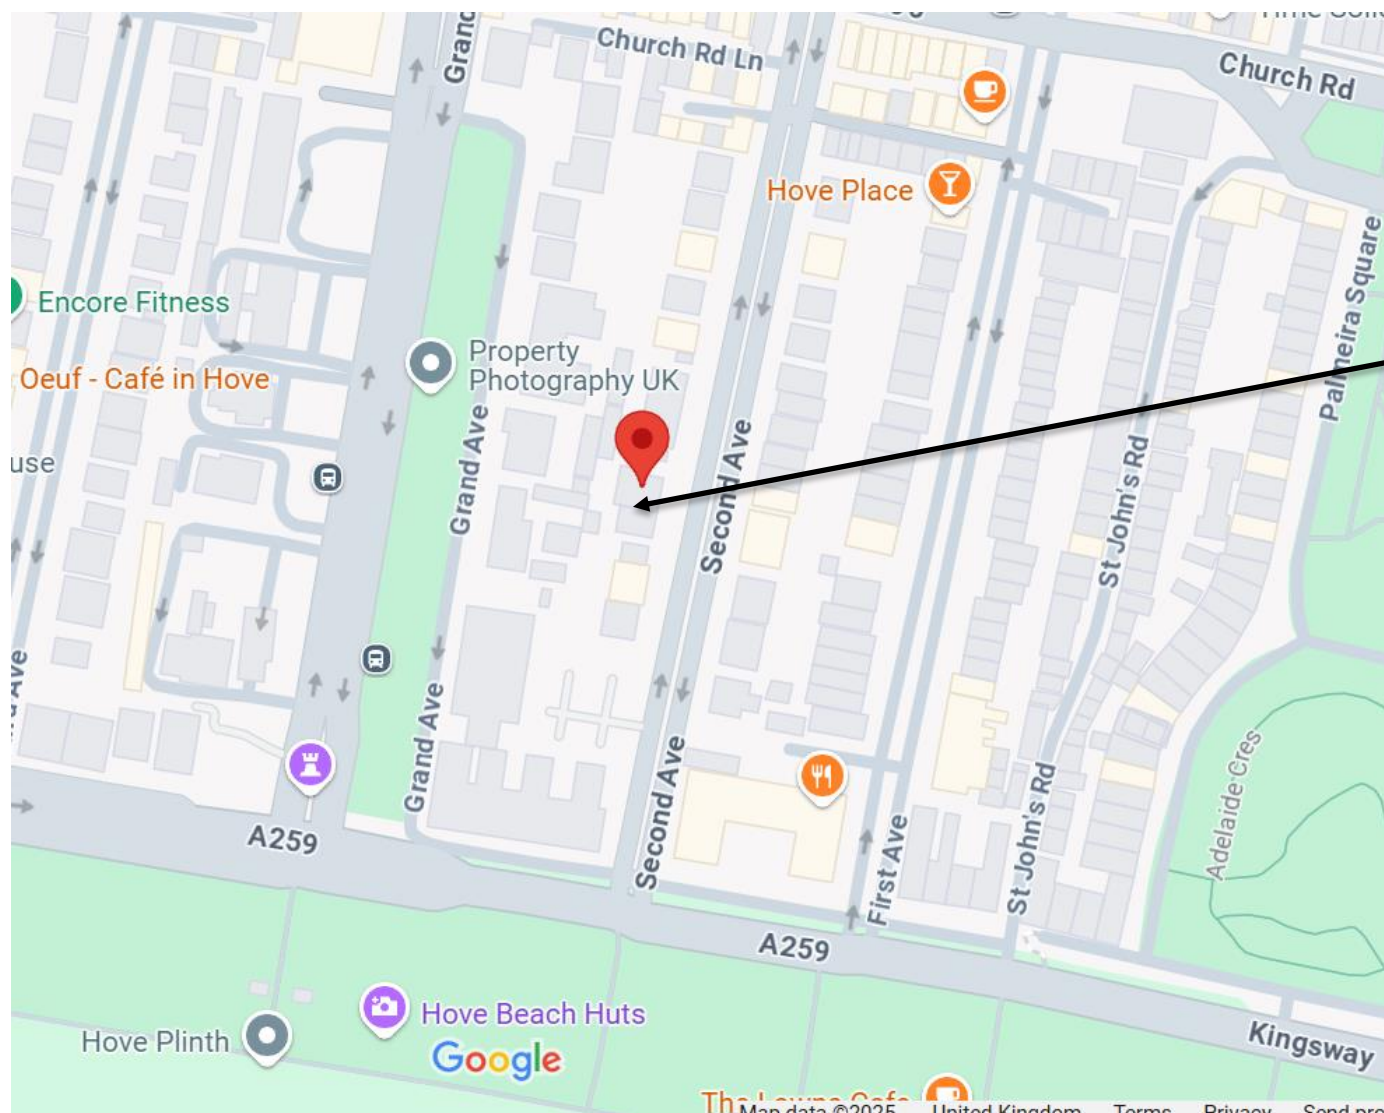 Grand
Church Rd Ln
Church Rd
Hove Place
Palmeira Square
Encore Fitness
Property
Photography UK
Oeuf - Café in Hove
use
Grand Ave
Second Ave
St John's Rd
Grand Ave
Second Ave
St John's Rd
First Ave
Adelaide Cres
A259
A259
Kingsway
Hove Beach Huts
Hove Plinth
Google
Map data ©2025 United Kingdom Terms Privacy